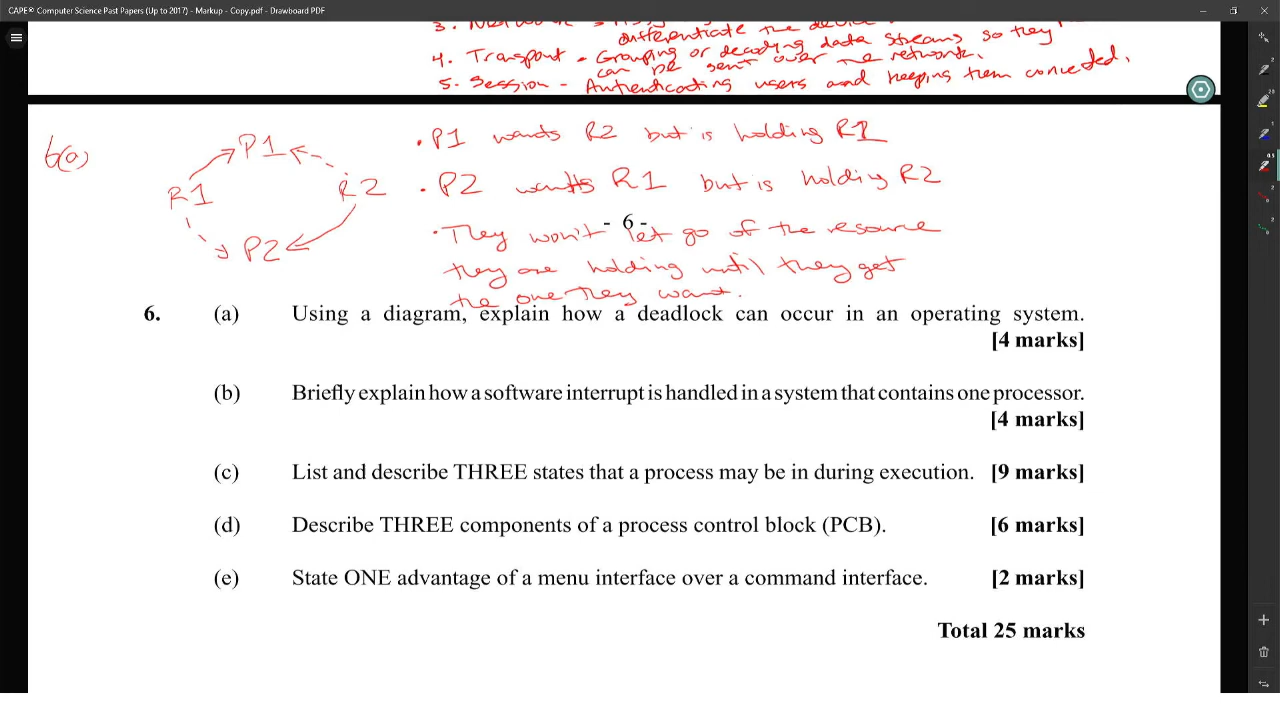 CAPE® Computer Science Past Papers (Up to 2017) - Markup - Copy.pdf - Drawboard PDF
3.
differentiate the
4. Transport - Grouping or decoding data streams so they
can be sent over the network.
5. Session - Authenticating users and keeping them connected.
6(a)
P1
R1
R2
P2
• P1 wants R2 but is holding R1
• P2 wants R1 but is holding R2
- 6 -
• They won't let go of the resource
they are holding until they get
the one they want.
6. (a) Using a diagram, explain how a deadlock can occur in an operating system.
[4 marks]
(b) Briefly explain how a software interrupt is handled in a system that contains one processor.
[4 marks]
(c) List and describe THREE states that a process may be in during execution. [9 marks]
(d) Describe THREE components of a process control block (PCB). [6 marks]
(e) State ONE advantage of a menu interface over a command interface. [2 marks]
Total 25 marks